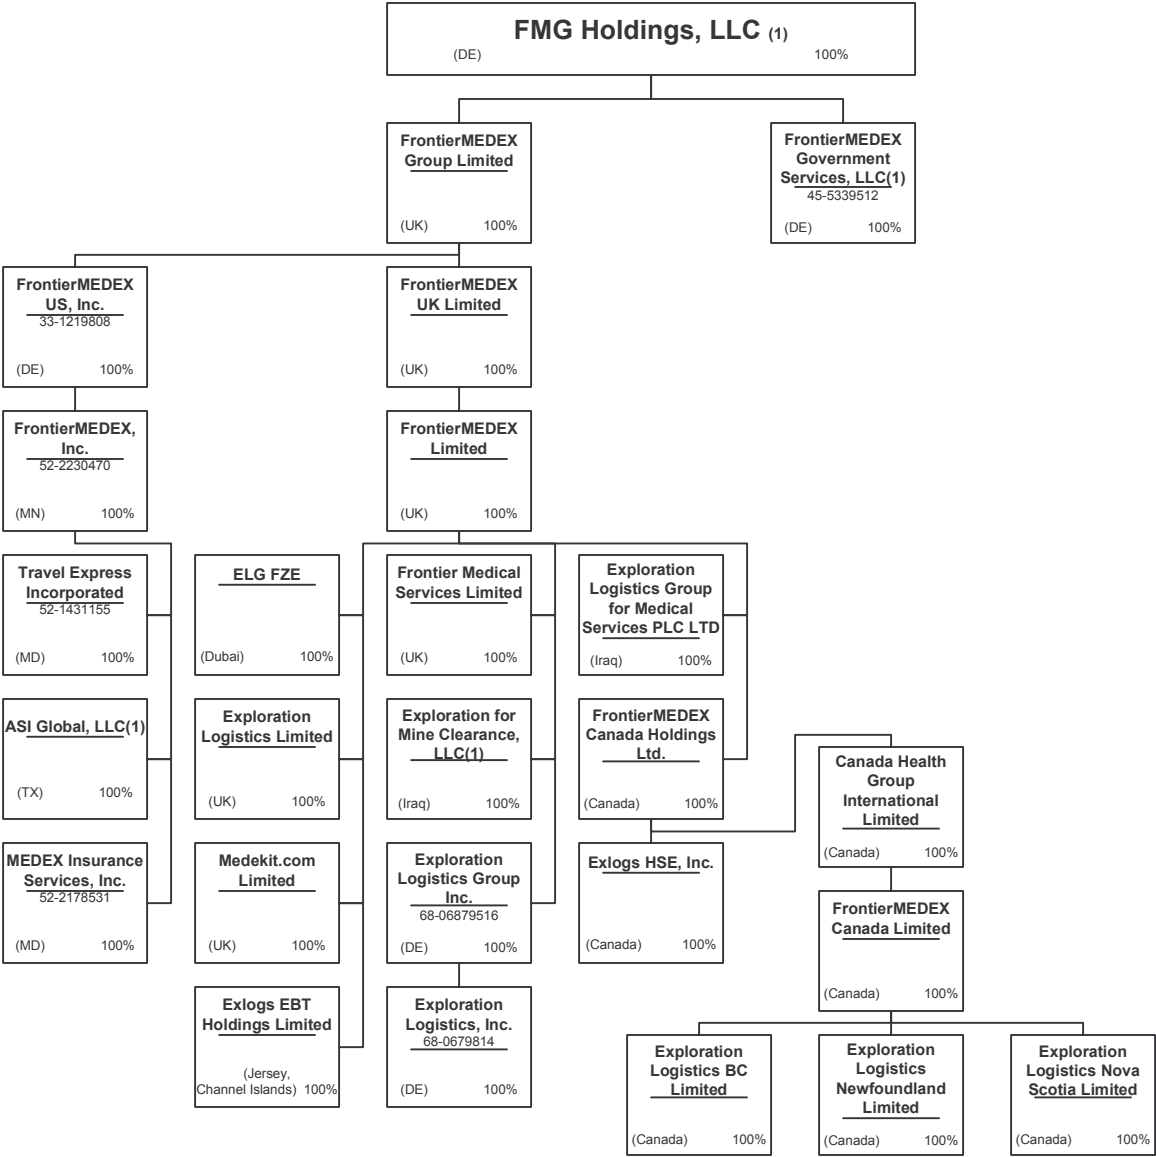 FMG Holdings, LLC (1)
(DE) 100%
FrontierMEDEX
Group Limited
(UK) 100%
FrontierMEDEX
Government
Services, LLC(1)
45-5339512
(DE) 100%
FrontierMEDEX
US, Inc.
33-1219808
(DE) 100%
FrontierMEDEX
UK Limited
(UK) 100%
FrontierMEDEX,
Inc.
52-2230470
(MN) 100%
FrontierMEDEX
Limited
(UK) 100%
Travel Express
Incorporated
52-1431155
(MD) 100%
ELG FZE
(Dubai) 100%
Frontier Medical
Services Limited
(UK) 100%
Exploration
Logistics Group
for Medical
Services PLC LTD
(Iraq) 100%
ASI Global, LLC(1)
(TX) 100%
Exploration
Logistics Limited
(UK) 100%
Exploration for
Mine Clearance,
LLC(1)
(Iraq) 100%
FrontierMEDEX
Canada Holdings
Ltd.
(Canada) 100%
Canada Health
Group
International
Limited
(Canada) 100%
MEDEX Insurance
Services, Inc.
52-2178531
(MD) 100%
Medekit.com
Limited
(UK) 100%
Exploration
Logistics Group
Inc.
68-06879516
(DE) 100%
Exlogs HSE, Inc.
(Canada) 100%
FrontierMEDEX
Canada Limited
(Canada) 100%
Exlogs EBT
Holdings Limited
(Jersey,
Channel Islands) 100%
Exploration
Logistics, Inc.
68-0679814
(DE) 100%
Exploration
Logistics BC
Limited
(Canada) 100%
Exploration
Logistics
Newfoundland
Limited
(Canada) 100%
Exploration
Logistics Nova
Scotia Limited
(Canada) 100%